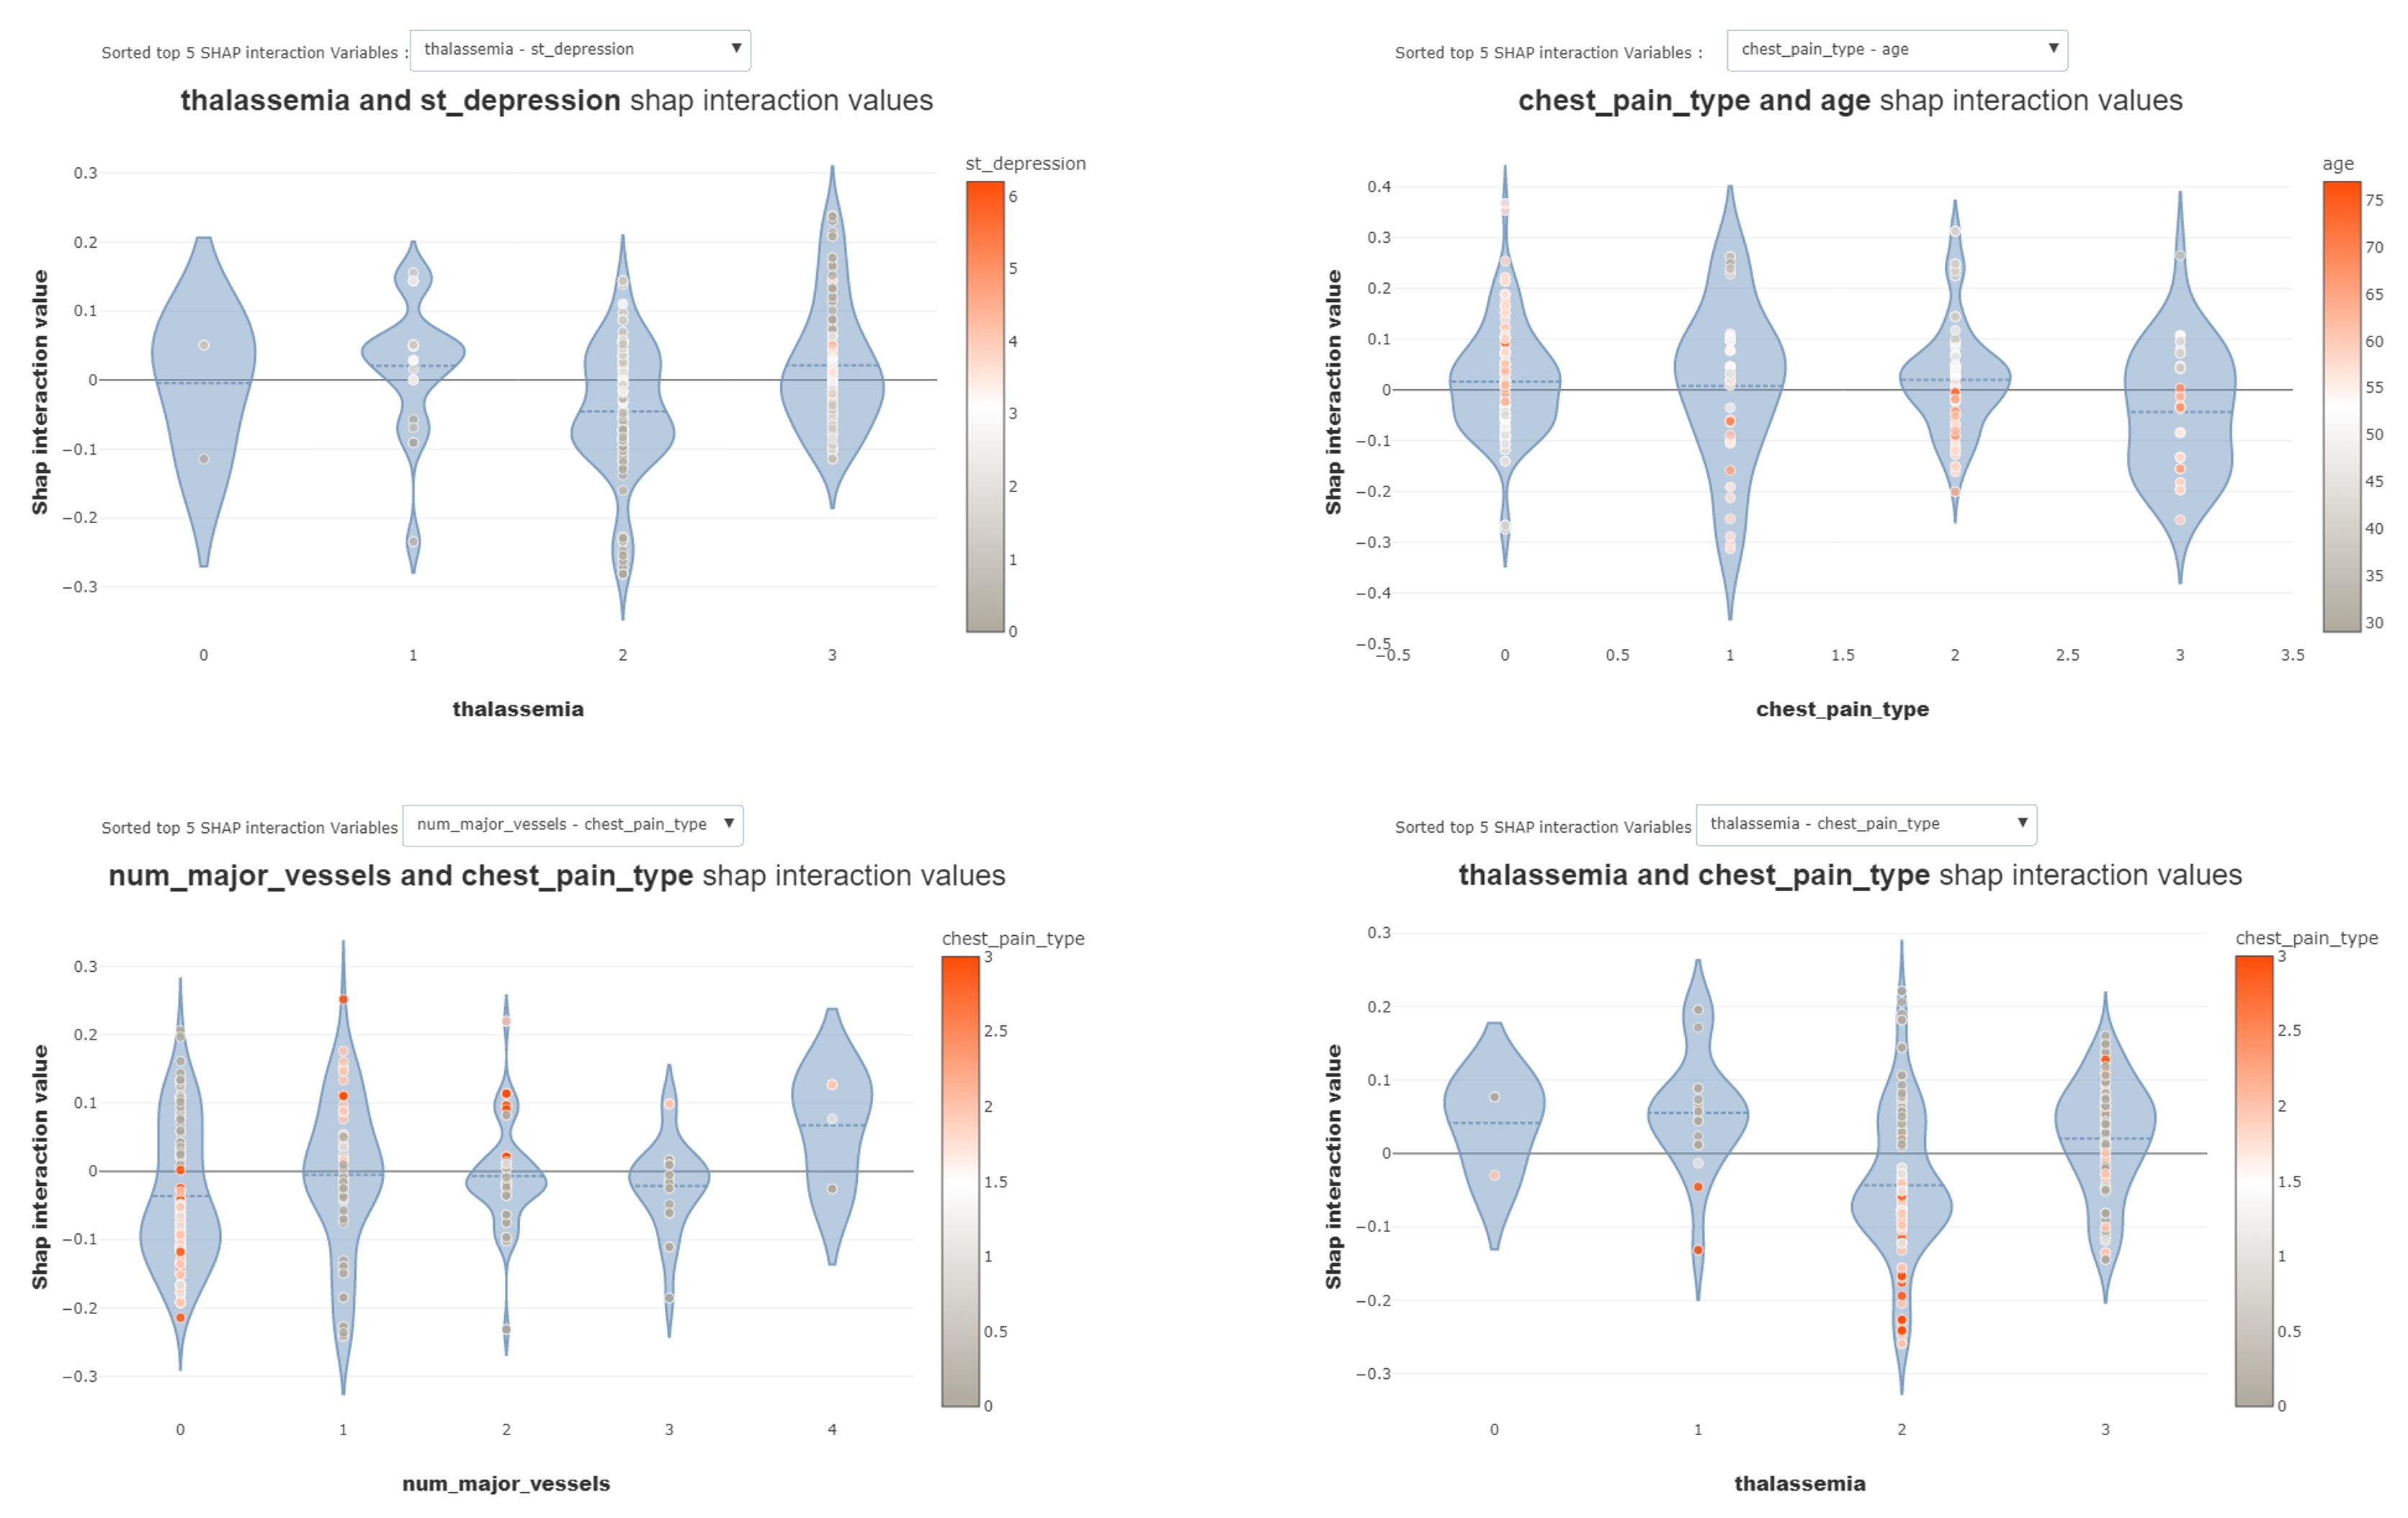 Sorted top 5 SHAP interaction Variables : thalassemia - st_depression ▼
thalassemia and st_depression shap interaction values
st_depression
Shap interaction value
0.3
0.2
0.1
0
−0.1
−0.2
−0.3
0 1 2 3
thalassemia
6
5
4
3
2
1
0
Sorted top 5 SHAP interaction Variables : chest_pain_type - age ▼
chest_pain_type and age shap interaction values
age
Shap interaction value
0.4
0.3
0.2
0.1
0
−0.1
−0.2
−0.3
−0.4
−0.5
−0.5 0 0.5 1 1.5 2 2.5 3 3.5
chest_pain_type
75
70
65
60
55
50
45
40
35
30
Sorted top 5 SHAP interaction Variables num_major_vessels - chest_pain_type ▼
num_major_vessels and chest_pain_type shap interaction values
chest_pain_type
Shap interaction value
0.3
0.2
0.1
0
−0.1
−0.2
−0.3
0 1 2 3 4
num_major_vessels
3
2.5
2
1.5
1
0.5
0
Sorted top 5 SHAP interaction Variables thalassemia - chest_pain_type ▼
thalassemia and chest_pain_type shap interaction values
chest_pain_type
Shap interaction value
0.3
0.2
0.1
0
−0.1
−0.2
−0.3
0 1 2 3
thalassemia
3
2.5
2
1.5
1
0.5
0